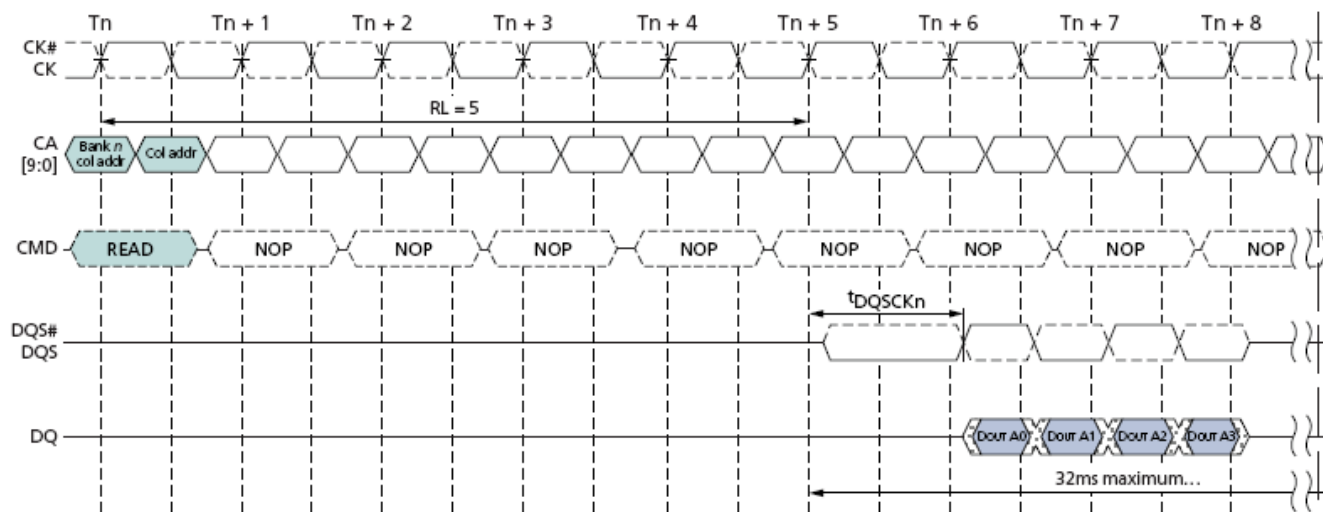 Tn Tn + 1 Tn + 2 Tn + 3 Tn + 4 Tn + 5 Tn + 6 Tn + 7 Tn + 8
CK#
CK
RL = 5
CA
[9:0]
Bank n
col addr
Col addr
CMD READ NOP NOP NOP NOP NOP NOP NOP NOP
tDQSCKn
DQS#
DQS
DQ DOUT A0 DOUT A1 DOUT A2 DOUT A3
32ms maximum...